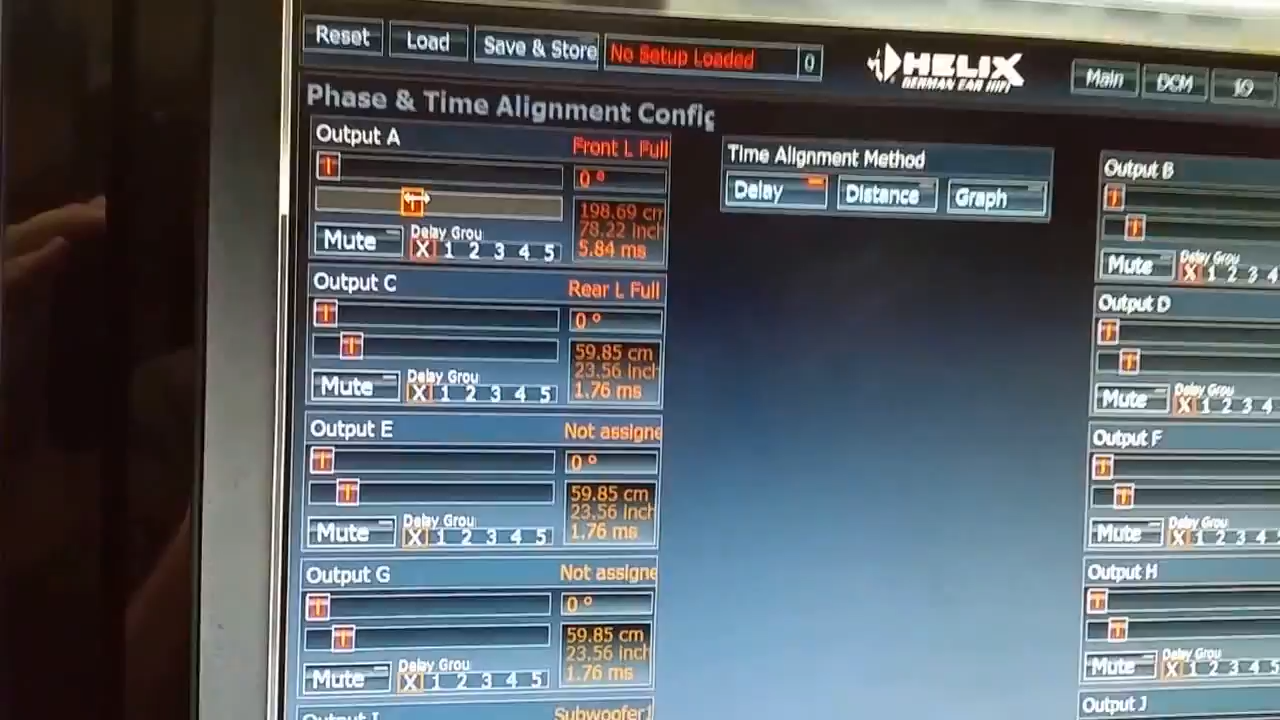 Reset Load Save & Store No Setup Loaded 0 HELIX Main DCM IO
GERMAN EAR HIFI
Phase & Time Alignment Config
Output A Front L Full
0 °
198.69 cm
78.22 inch
5.84 ms
Mute Delay Grou
X 1 2 3 4 5
Time Alignment Method
Delay Distance Graph
Output B
Mute Delay Grou
X 1 2 3 4
Output C Rear L Full
0 °
59.85 cm
23.56 inch
1.76 ms
Mute Delay Grou
X 1 2 3 4 5
Output D
Mute Delay Grou
X 1 2 3 4
Output E Not assigne
0 °
59.85 cm
23.56 inch
1.76 ms
Mute Delay Grou
X 1 2 3 4 5
Output F
Mute Delay Grou
X 1 2 3 4 5
Output G Not assigne
0 °
59.85 cm
23.56 inch
1.76 ms
Mute Delay Grou
X 1 2 3 4 5
Output H
Mute Delay Grou
X 1 2 3 4 5
Output I Subwoofer1
Output J